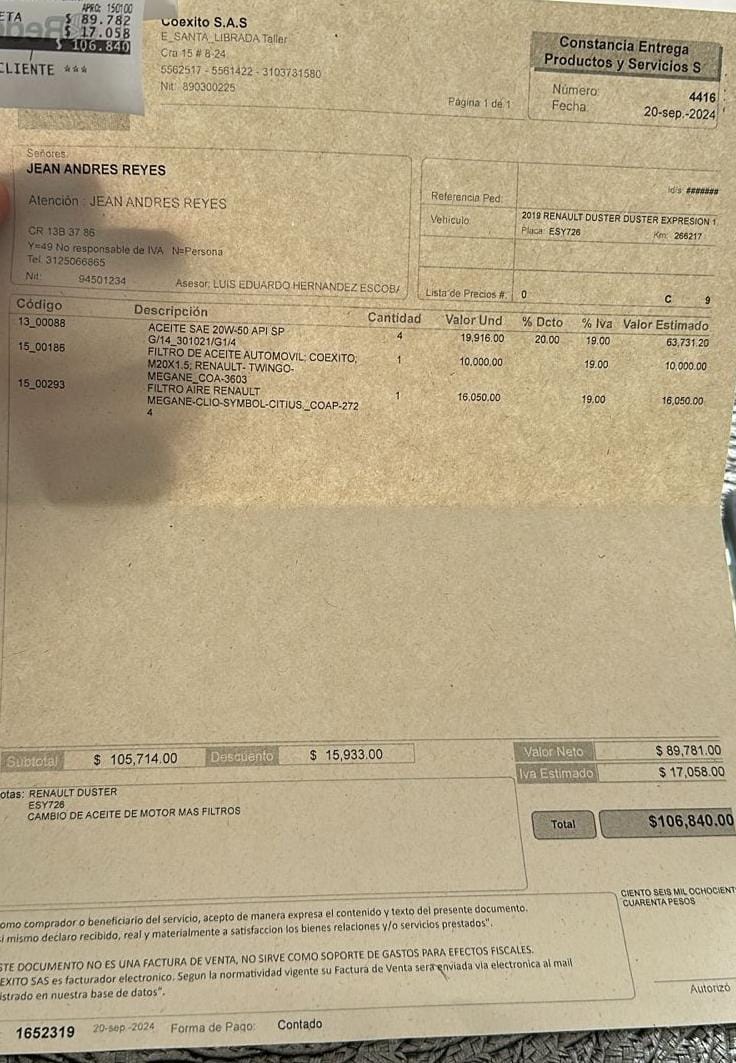 APRO: 150100
ETA $ 89.782
$ 17.058
$ 106.840
CLIENTE ***
Coexito S.A.S
E_SANTA_LIBRADA Taller
Cra 15 # 8-24
5562517 - 5561422 - 3103731580
Nit: 890300225
Página 1 de 1
Constancia Entrega
Productos y Servicios S
Número: 4416
Fecha: 20-sep.-2024
Señores:
JEAN ANDRES REYES
Atención : JEAN ANDRES REYES
CR 13B 37 86
Y=49 No responsable de IVA N=Persona
Tel. 3125066865
Nit: 94501234 Asesor: LUIS EDUARDO HERNANDEZ ESCOBA
#######
Referencia Ped:
Vehículo: 2019 RENAULT DUSTER DUSTER EXPRESION 1.
Placa: ESY726 Km: 266217
Lista de Precios #: 0 C 9
Código Descripción Cantidad Valor Und % Dcto % Iva Valor Estimado
13_00088 ACEITE SAE 20W-50 API SP 4 19,916.00 20.00 19.00 63,731.20
G/14_301021/G1/4
15_00186 FILTRO DE ACEITE AUTOMOVIL; COEXITO; 1 10,000.00 19.00 10,000.00
M20X1.5; RENAULT- TWINGO-
MEGANE_COA-3603
15_00293 FILTRO AIRE RENAULT 1 16,050.00 19.00 16,050.00
MEGANE-CLIO-SYMBOL-CITIUS._COAP-272
4
Subtotal $ 105,714.00 Descuento $ 15,933.00
Valor Neto $ 89,781.00
Iva Estimado $ 17,058.00
Total $106,840.00
otas: RENAULT DUSTER
ESY726
CAMBIO DE ACEITE DE MOTOR MAS FILTROS
CIENTO SEIS MIL OCHOCIENT
CUARENTA PESOS
omo comprador o beneficiario del servicio, acepto de manera expresa el contenido y texto del presente documento.
í mismo declaro recibido, real y materialmente a satisfaccion los bienes relaciones y/o servicios prestados".
STE DOCUMENTO NO ES UNA FACTURA DE VENTA, NO SIRVE COMO SOPORTE DE GASTOS PARA EFECTOS FISCALES.
EXITO SAS es facturador electronico. Segun la normatividad vigente su Factura de Venta sera enviada via electronica al mail
istrado en nuestra base de datos".
Autorizó
1652319 20-sep.-2024 Forma de Pago: Contado